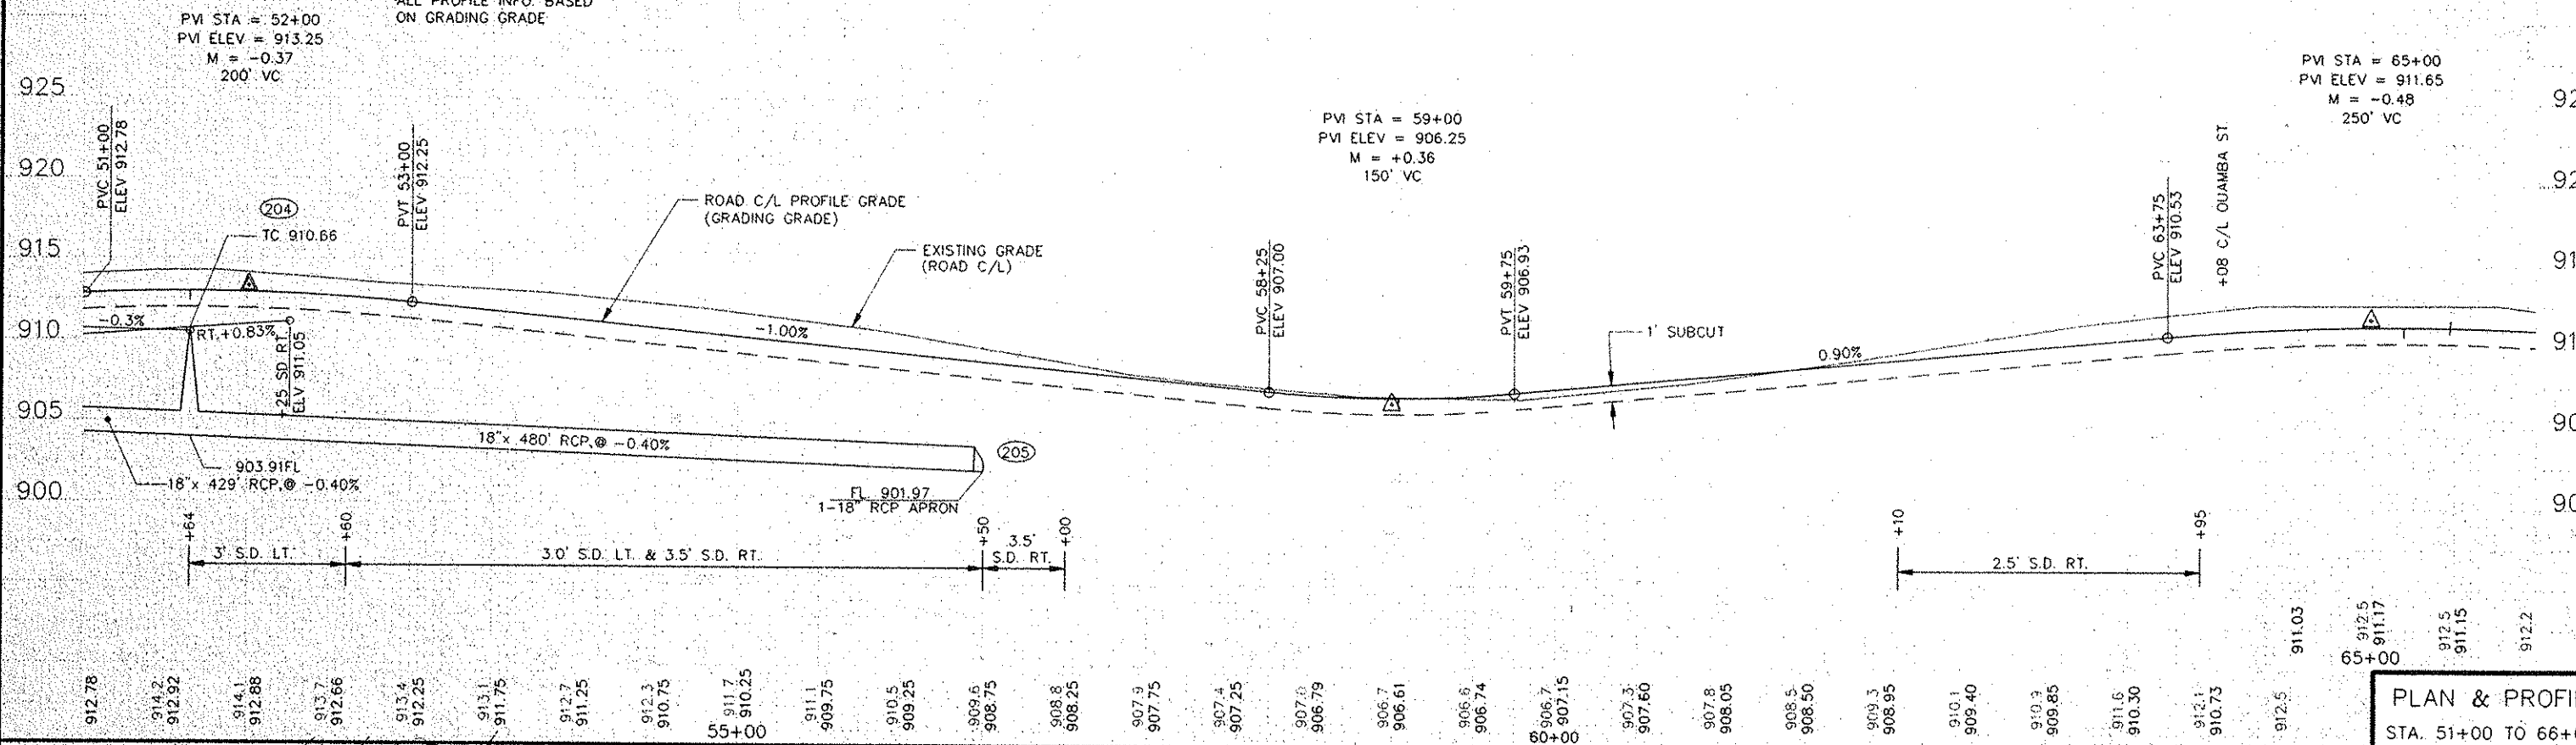 PVI STA = 52+00
PVI ELEV = 913.25
M = -0.37
200' VC
ALL PROFILE INFO. BASED
ON GRADING GRADE
PVI STA = 59+00
PVI ELEV = 906.25
M = +0.36
150' VC
PVI STA = 65+00
PVI ELEV = 911.65
M = -0.48
250' VC
925
920
915
910
905
900
PVC 51+00
ELEV 912.78
204
TC 910.66
PVT 53+00
ELEV 912.25
ROAD C/L PROFILE GRADE
(GRADING GRADE)
EXISTING GRADE
(ROAD C/L)
PVC 58+25
ELEV 907.00
PVT 59+75
ELEV 906.93
1' SUBCUT
PVC 63+75
ELEV 910.53
+08 C/L QUAMBA ST.
-0.3%
RT.+0.83%
+25 SD RT
ELV 911.05
-1.00%
0.90%
18"x 480' RCP,@ -0.40%
205
903.91FL
18"x 429' RCP,@ -0.40%
FL. 901.97
1-18" RCP APRON
92
92
91
91
90
90
+64
+60
+50
+00
+10
+95
3' S.D. LT.
3.0' S.D. LT. & 3.5' S.D. RT.
3.5'
S.D. RT.
2.5' S.D. RT.
912.78
914.2
912.92
914.1
912.88
913.7
912.66
913.4
912.25
913.1
911.75
912.7
911.25
912.3
910.75
911.7
910.25
55+00
911.1
909.75
910.5
909.25
909.6
908.75
908.8
908.25
907.9
907.75
907.4
907.25
907.0
906.79
906.7
906.61
906.6
906.74
906.7
907.15
60+00
907.3
907.60
907.8
908.05
908.5
908.50
909.3
908.95
910.1
909.40
910.9
909.85
911.6
910.30
912.1
910.73
912.5
911.03
912.5
911.17
65+00
912.5
911.15
912.2
PLAN & PROFI
STA. 51+00 TO 66+